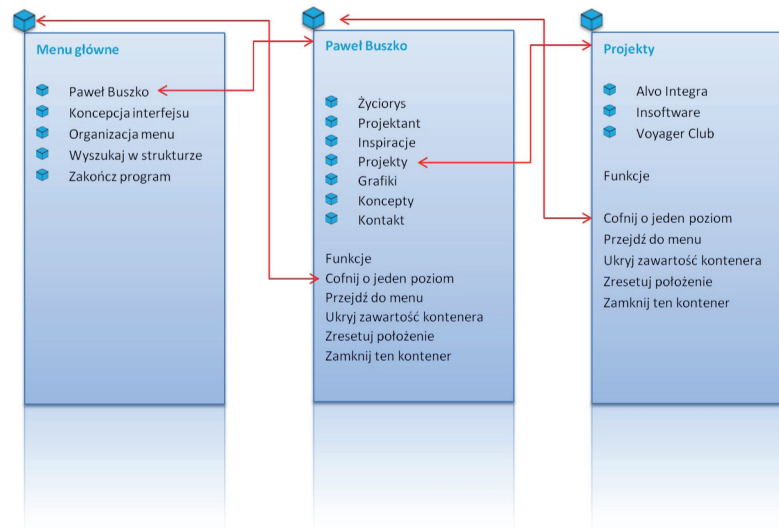 Menu główne
Paweł Buszko
Koncepcja interfejsu
Organizacja menu
Wyszukaj w strukturze
Zakończ program
Paweł Buszko
Życiorys
Projektant
Inspiracje
Projekty
Grafiki
Koncepty
Kontakt
Funkcje
Cofnij o jeden poziom
Przejdź do menu
Ukryj zawartość kontenera
Zresetuj położenie
Zamknij ten kontener
Projekty
Alvo Integra
Insoftware
Voyager Club
Funkcje
Cofnij o jeden poziom
Przejdź do menu
Ukryj zawartość kontenera
Zresetuj położenie
Zamknij ten kontener